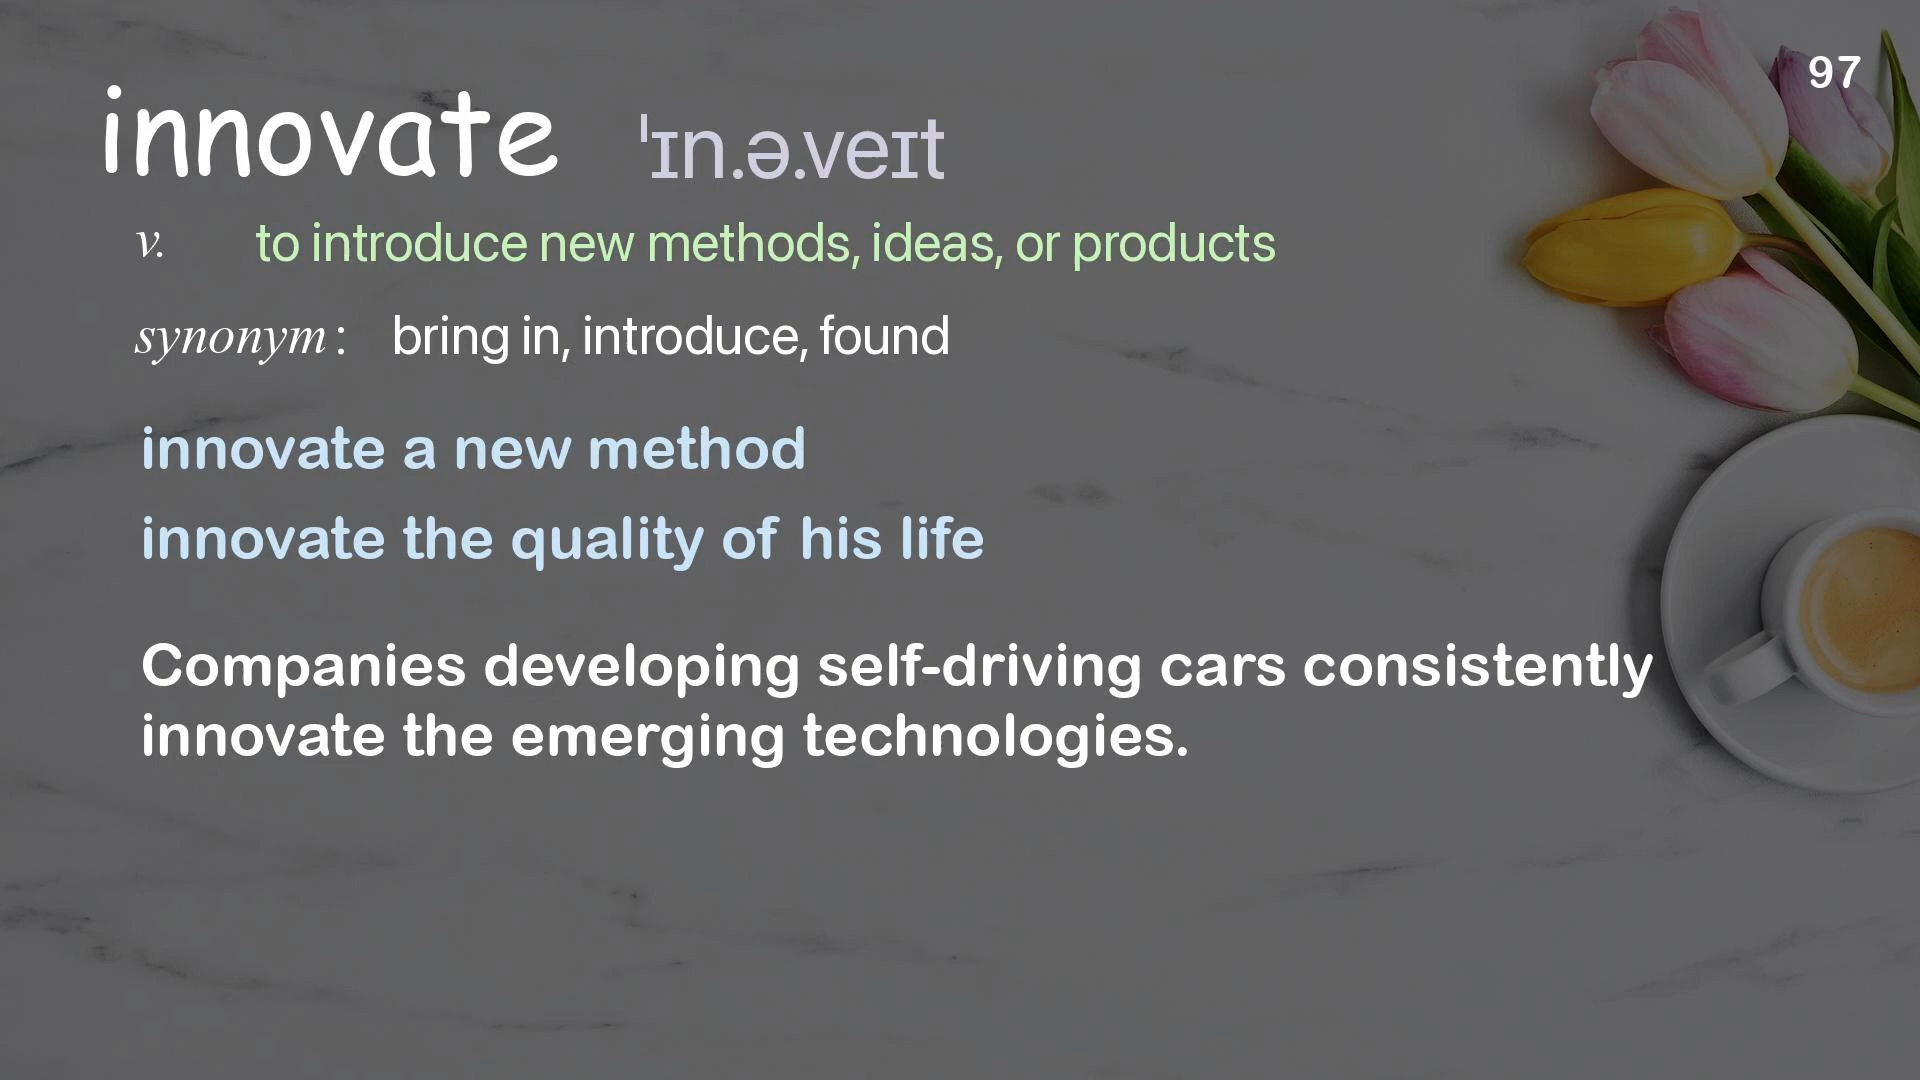 97
innovate ˈɪn.ə.veɪt
v. to introduce new methods, ideas, or products
synonym : bring in, introduce, found
innovate a new method
innovate the quality of his life
Companies developing self-driving cars consistently
innovate the emerging technologies.